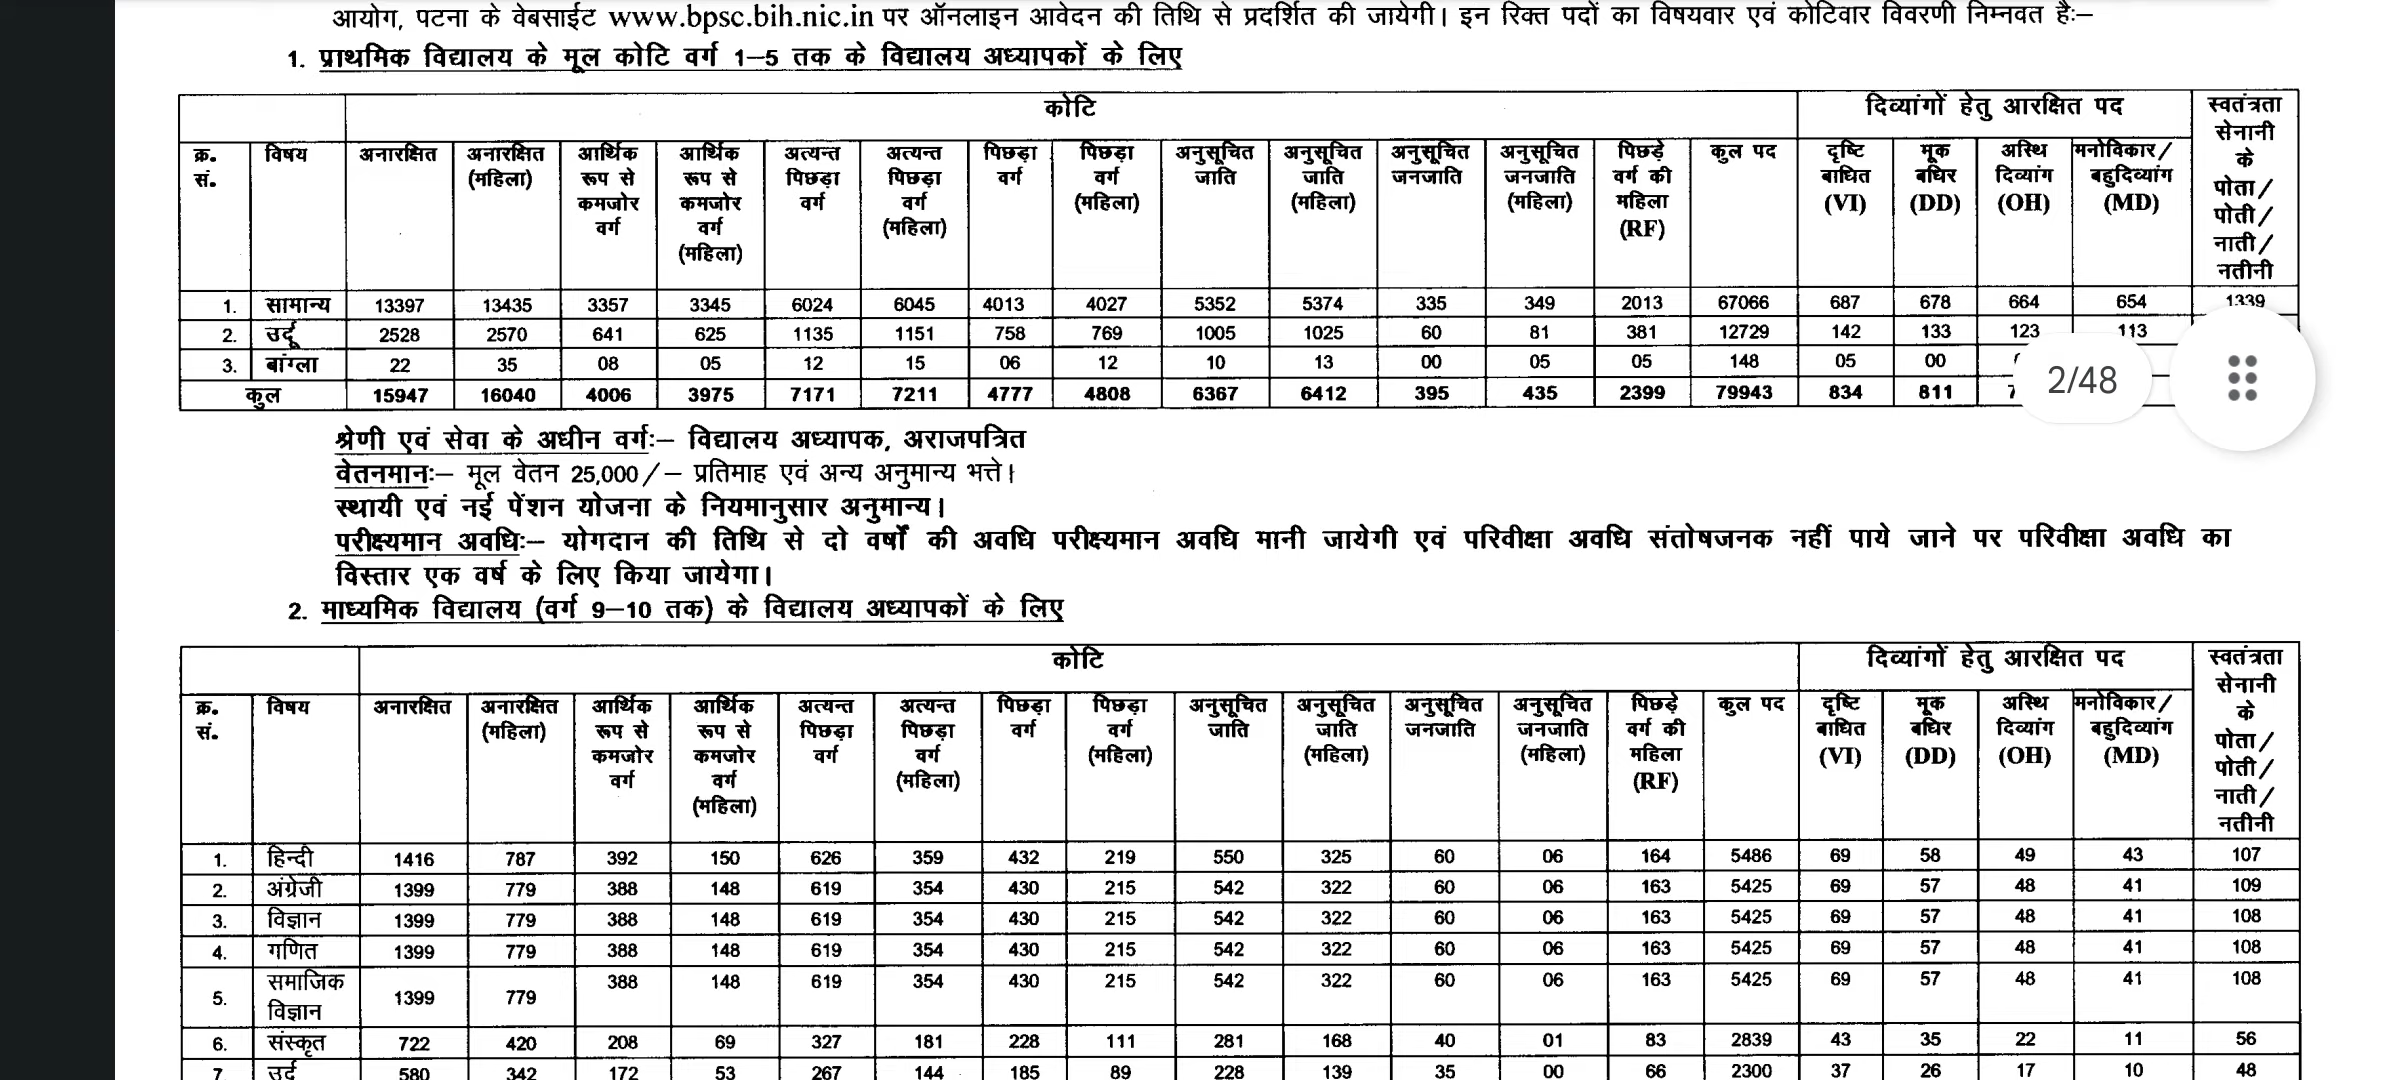 आयोग, पटना के वेबसाईट www.bpsc.bih.nic.in पर ऑनलाइन आवेदन की तिथि से प्रदर्शित की जायेगी। इन रिक्त पदों का विषयवार एवं कोटिवार विवरणी निम्नवत हैः–
1. प्राथमिक विद्यालय के मूल कोटि वर्ग 1–5 तक के विद्यालय अध्यापकों के लिए
कोटि दिव्यांगों हेतु आरक्षित पद स्वतंत्रता सेनानी के पोता/ पोती/ नाती/ नतीनी
क्र. सं. विषय अनारक्षित अनारक्षित (महिला) आर्थिक रूप से कमजोर वर्ग आर्थिक रूप से कमजोर वर्ग (महिला) अत्यन्त पिछड़ा वर्ग अत्यन्त पिछड़ा वर्ग (महिला) पिछड़ा वर्ग पिछड़ा वर्ग (महिला) अनुसूचित जाति अनुसूचित जाति (महिला) अनुसूचित जनजाति अनुसूचित जनजाति (महिला) पिछड़े वर्ग की महिला (RF) कुल पद दृष्टि बाधित (VI) मूक बधिर (DD) अस्थि दिव्यांग (OH) मनोविकार/ बहुदिव्यांग (MD)
1. सामान्य 13397 13435 3357 3345 6024 6045 4013 4027 5352 5374 335 349 2013 67066 687 678 664 654 1339
2. उर्दू 2528 2570 641 625 1135 1151 758 769 1005 1025 60 81 381 12729 142 133 123 113
3. बांग्ला 22 35 08 05 12 15 06 12 10 13 00 05 05 148 05 00
कुल 15947 16040 4006 3975 7171 7211 4777 4808 6367 6412 395 435 2399 79943 834 811
2/48
श्रेणी एवं सेवा के अधीन वर्गः– विद्यालय अध्यापक, अराजपत्रित
वेतनमानः– मूल वेतन 25,000/– प्रतिमाह एवं अन्य अनुमान्य भत्ते।
स्थायी एवं नई पेंशन योजना के नियमानुसार अनुमान्य।
परीक्ष्यमान अवधिः– योगदान की तिथि से दो वर्षों की अवधि परीक्ष्यमान अवधि मानी जायेगी एवं परिवीक्षा अवधि संतोषजनक नहीं पाये जाने पर परिवीक्षा अवधि का
विस्तार एक वर्ष के लिए किया जायेगा।
2. माध्यमिक विद्यालय (वर्ग 9–10 तक) के विद्यालय अध्यापकों के लिए
कोटि दिव्यांगों हेतु आरक्षित पद स्वतंत्रता सेनानी के पोता/ पोती/ नाती/ नतीनी
क्र. सं. विषय अनारक्षित अनारक्षित (महिला) आर्थिक रूप से कमजोर वर्ग आर्थिक रूप से कमजोर वर्ग (महिला) अत्यन्त पिछड़ा वर्ग अत्यन्त पिछड़ा वर्ग (महिला) पिछड़ा वर्ग पिछड़ा वर्ग (महिला) अनुसूचित जाति अनुसूचित जाति (महिला) अनुसूचित जनजाति अनुसूचित जनजाति (महिला) पिछड़े वर्ग की महिला (RF) कुल पद दृष्टि बाधित (VI) मूक बधिर (DD) अस्थि दिव्यांग (OH) मनोविकार/ बहुदिव्यांग (MD)
1. हिन्दी 1416 787 392 150 626 359 432 219 550 325 60 06 164 5486 69 58 49 43 107
2. अंग्रेजी 1399 779 388 148 619 354 430 215 542 322 60 06 163 5425 69 57 48 41 109
3. विज्ञान 1399 779 388 148 619 354 430 215 542 322 60 06 163 5425 69 57 48 41 108
4. गणित 1399 779 388 148 619 354 430 215 542 322 60 06 163 5425 69 57 48 41 108
5. समाजिक विज्ञान 1399 779 388 148 619 354 430 215 542 322 60 06 163 5425 69 57 48 41 108
6. संस्कृत 722 420 208 69 327 181 228 111 281 168 40 01 83 2839 43 35 22 11 56
7. उर्दू 580 342 172 53 267 144 185 89 228 139 35 00 66 2300 37 26 17 10 48